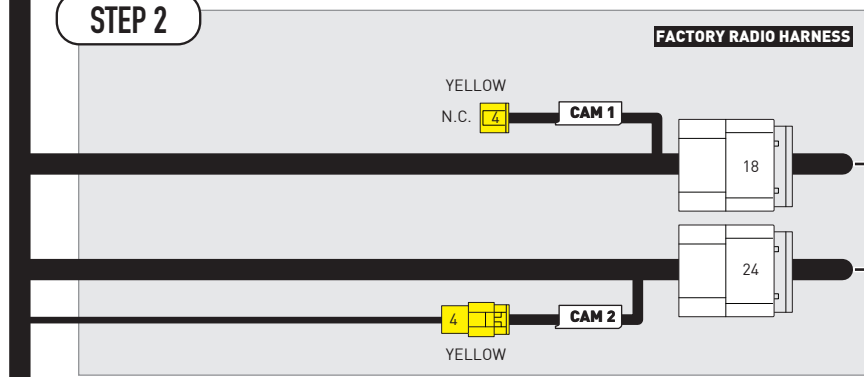 STEP 2
FACTORY RADIO HARNESS
YELLOW
N.C. 4 CAM 1
18
24
4 CAM 2
YELLOW